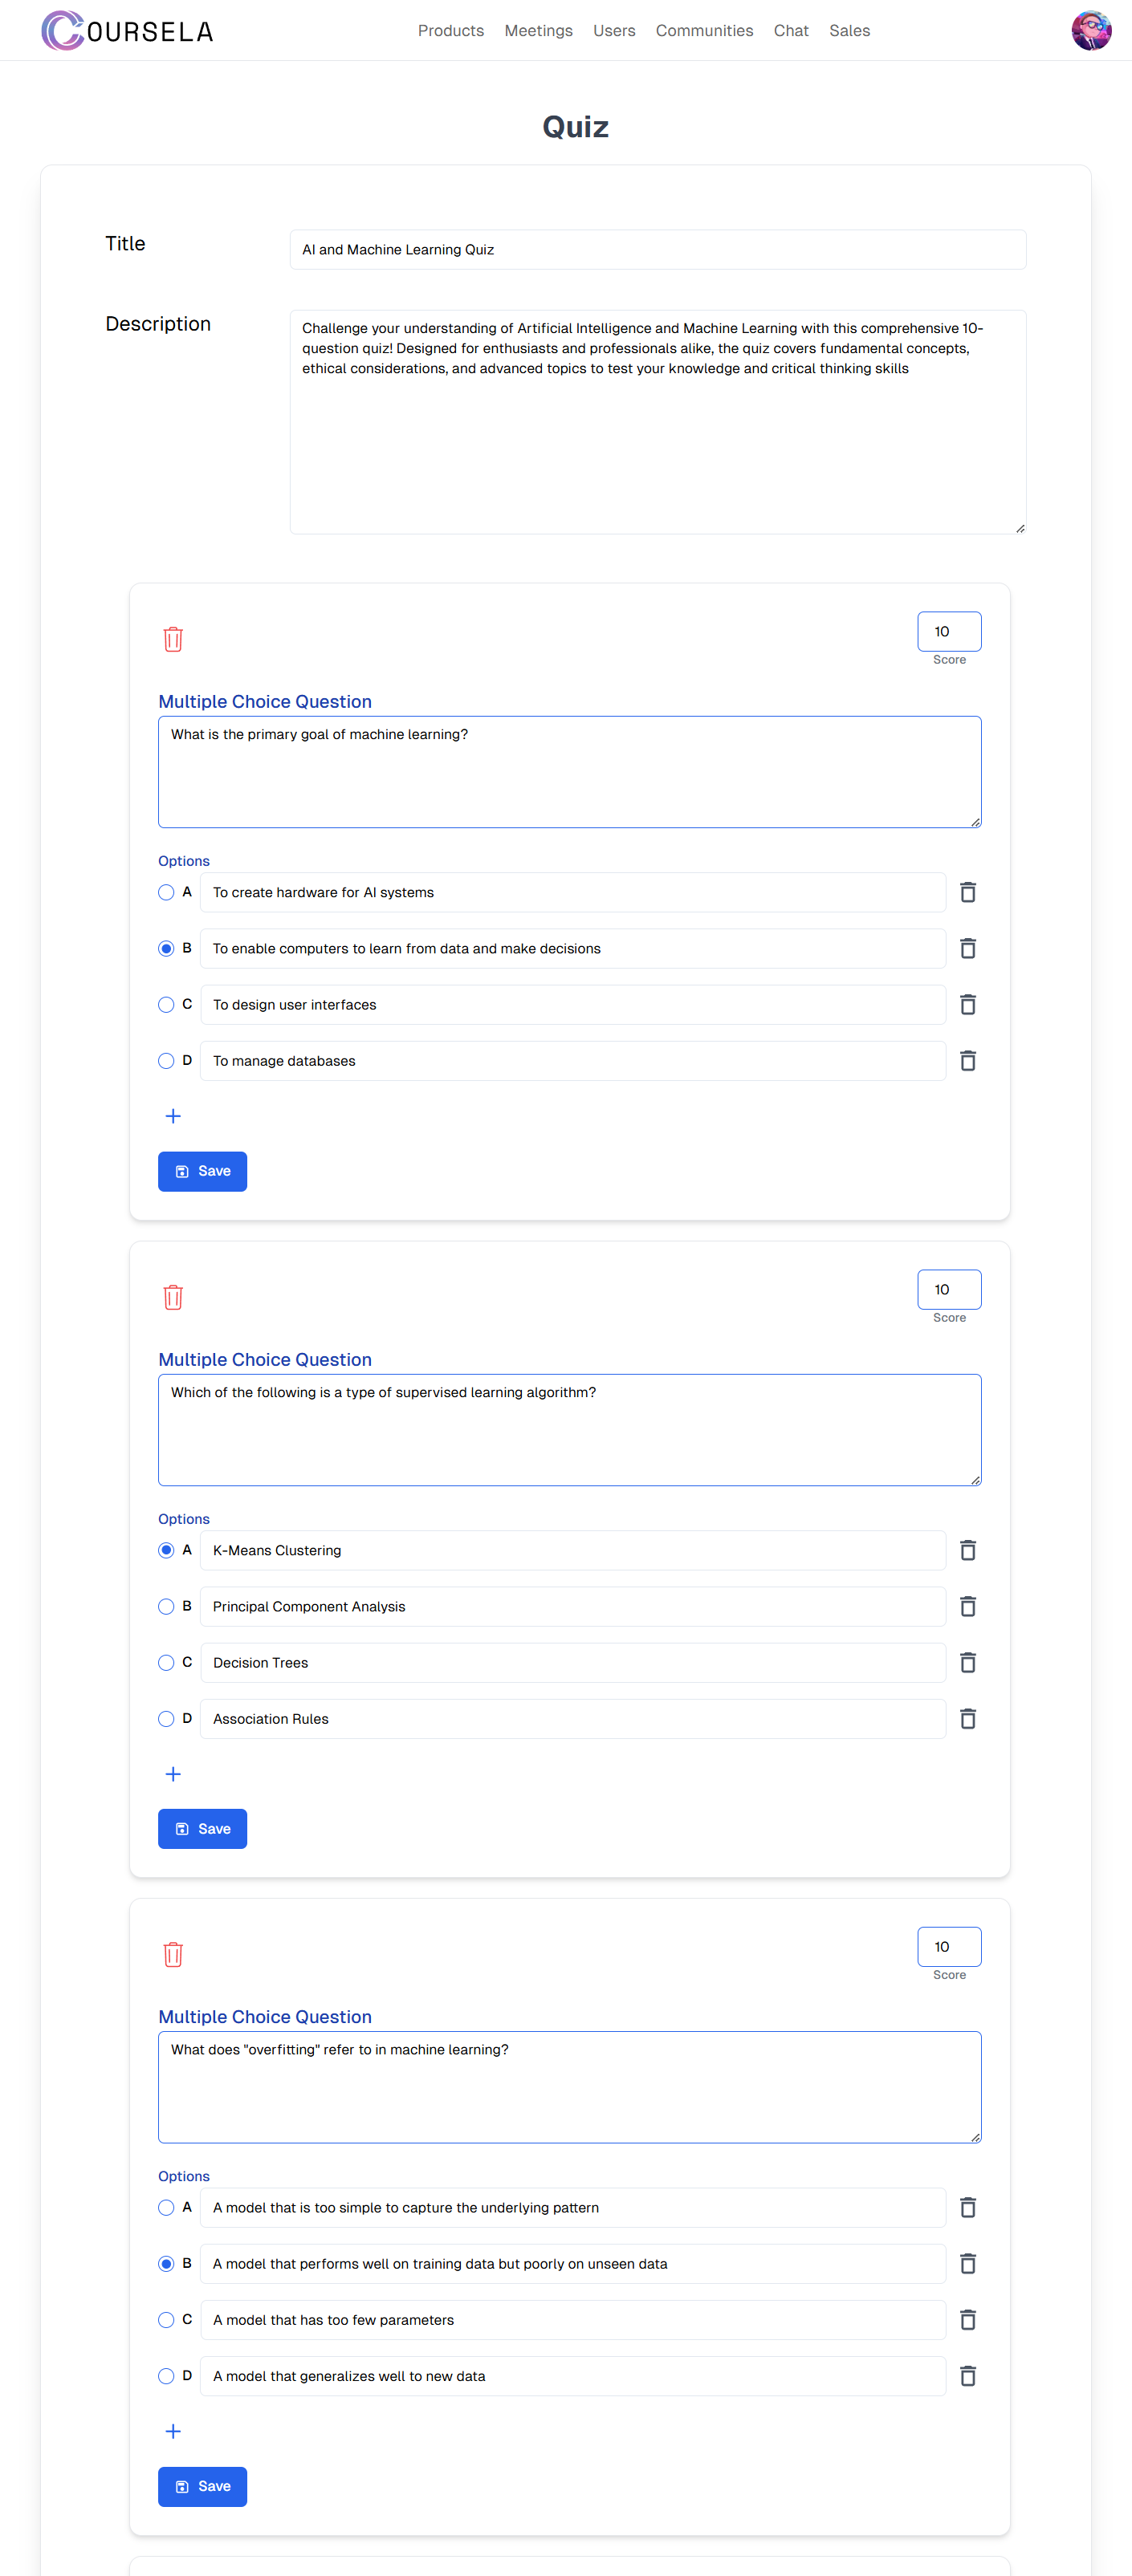 COURSELA
Products Meetings Users Communities Chat Sales
Quiz
Title
AI and Machine Learning Quiz
Description
Challenge your understanding of Artificial Intelligence and Machine Learning with this comprehensive 10-
question quiz! Designed for enthusiasts and professionals alike, the quiz covers fundamental concepts,
ethical considerations, and advanced topics to test your knowledge and critical thinking skills
10
Score
Multiple Choice Question
What is the primary goal of machine learning?
Options
A To create hardware for AI systems
B To enable computers to learn from data and make decisions
C To design user interfaces
D To manage databases
Save
10
Score
Multiple Choice Question
Which of the following is a type of supervised learning algorithm?
Options
A K-Means Clustering
B Principal Component Analysis
C Decision Trees
D Association Rules
Save
10
Score
Multiple Choice Question
What does "overfitting" refer to in machine learning?
Options
A A model that is too simple to capture the underlying pattern
B A model that performs well on training data but poorly on unseen data
C A model that has too few parameters
D A model that generalizes well to new data
Save